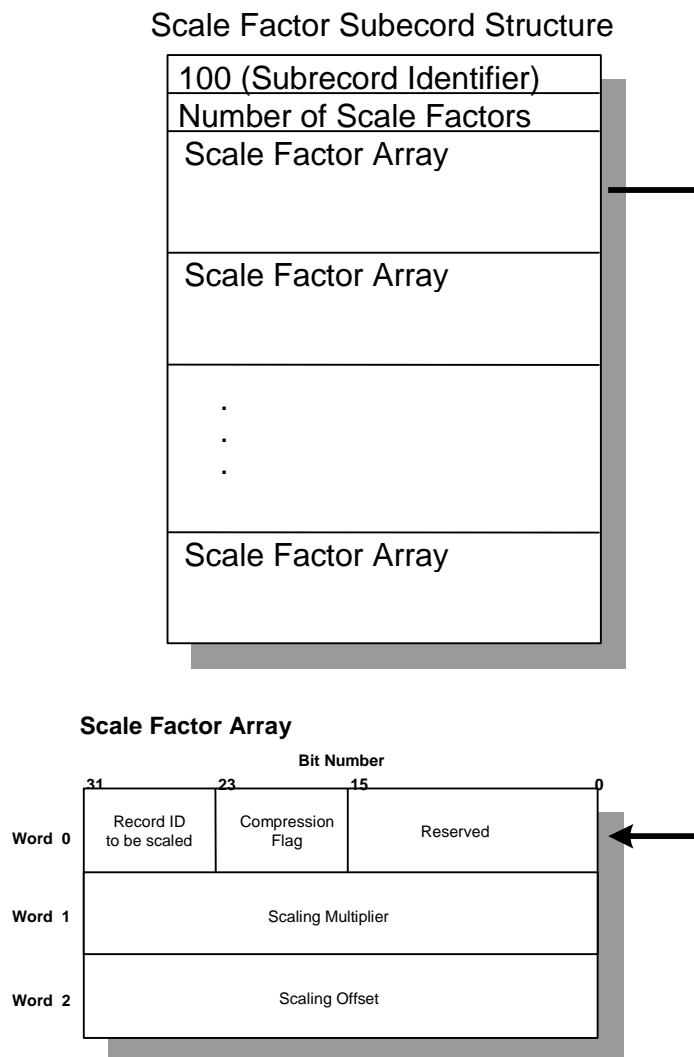 Scale Factor Subecord Structure
100 (Subrecord Identifier)
Number of Scale Factors
Scale Factor Array
Scale Factor Array
.
.
.
Scale Factor Array
Scale Factor Array
Bit Number
31 23 15 0
Word 0
Record ID
to be scaled
Compression
Flag
Reserved
Word 1
Scaling Multiplier
Word 2
Scaling Offset